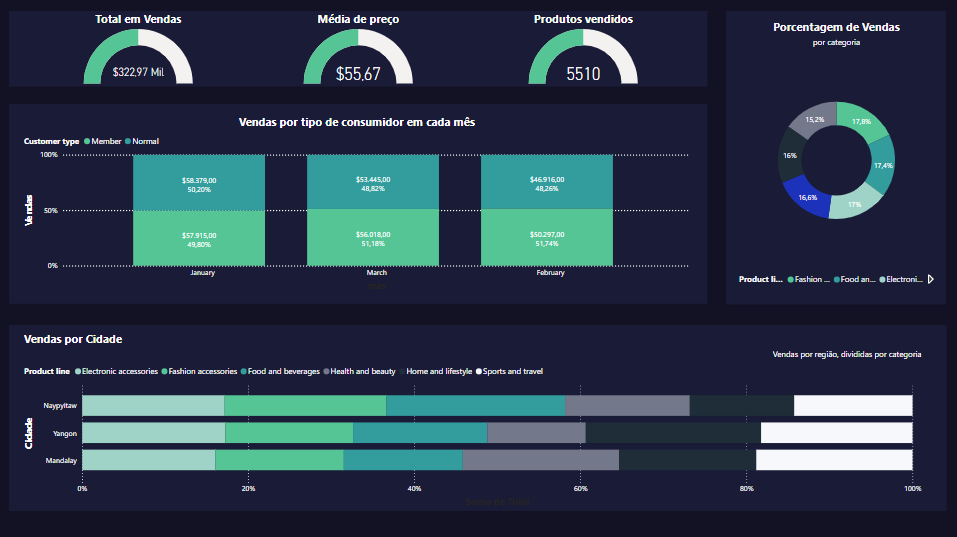 Total em Vendas
Média de preço
Produtos vendidos
$322,97 Mil
$55,67
5510
Porcentagem de Vendas
por categoria
17,8%
17,4%
17%
16,6%
16%
15,2%
Product li...
Fashion ...
Food an...
Electroni...
Vendas por tipo de consumidor em cada mês
Customer type
Member
Normal
Vendas
100%
50%
0%
$58.379,00
50,20%
$57.915,00
49,80%
$53.445,00
48,82%
$56.018,00
51,18%
$46.916,00
48,26%
$50.297,00
51,74%
January
March
February
Vendas por Cidade
Vendas por região, divididas por categoria
Product line
Electronic accessories
Fashion accessories
Food and beverages
Health and beauty
Home and lifestyle
Sports and travel
Cidade
Naypyitaw
Yangon
Mandalay
0%
20%
40%
60%
80%
100%